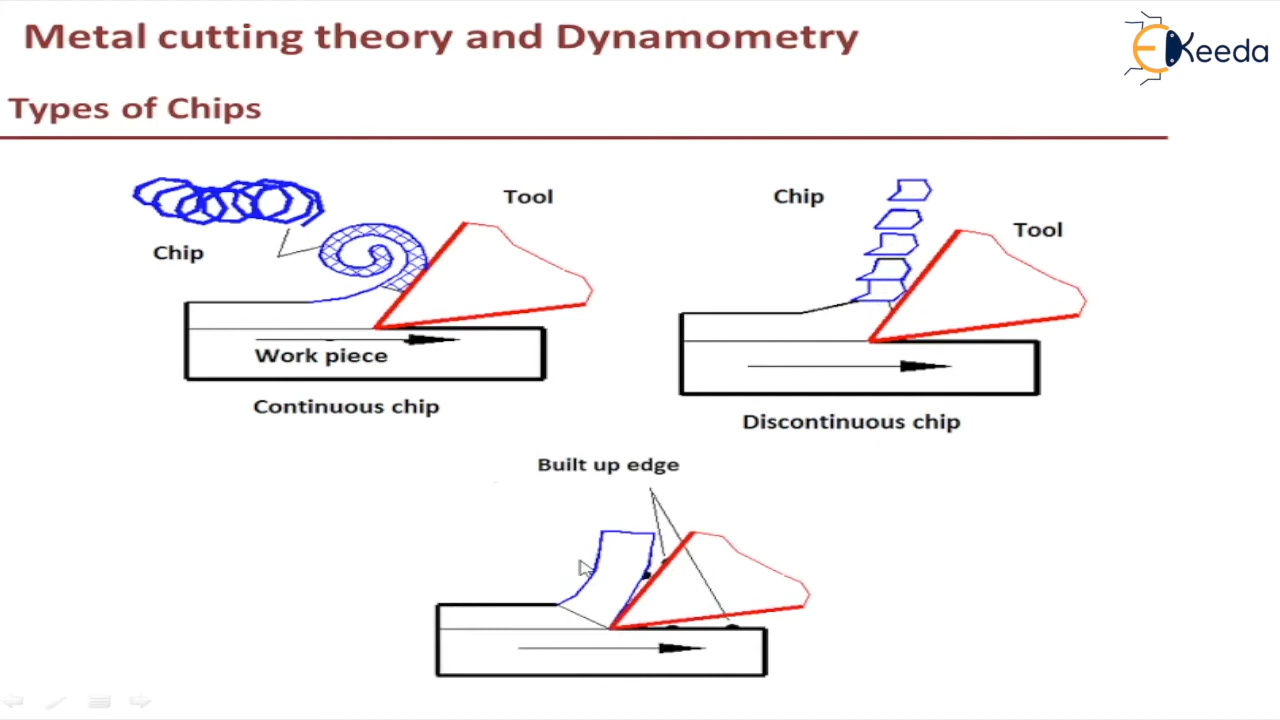 Metal cutting theory and Dynamometry
EKeeda
Types of Chips
Tool
Chip
Chip
Tool
Work piece
Continuous chip
Discontinuous chip
Built up edge